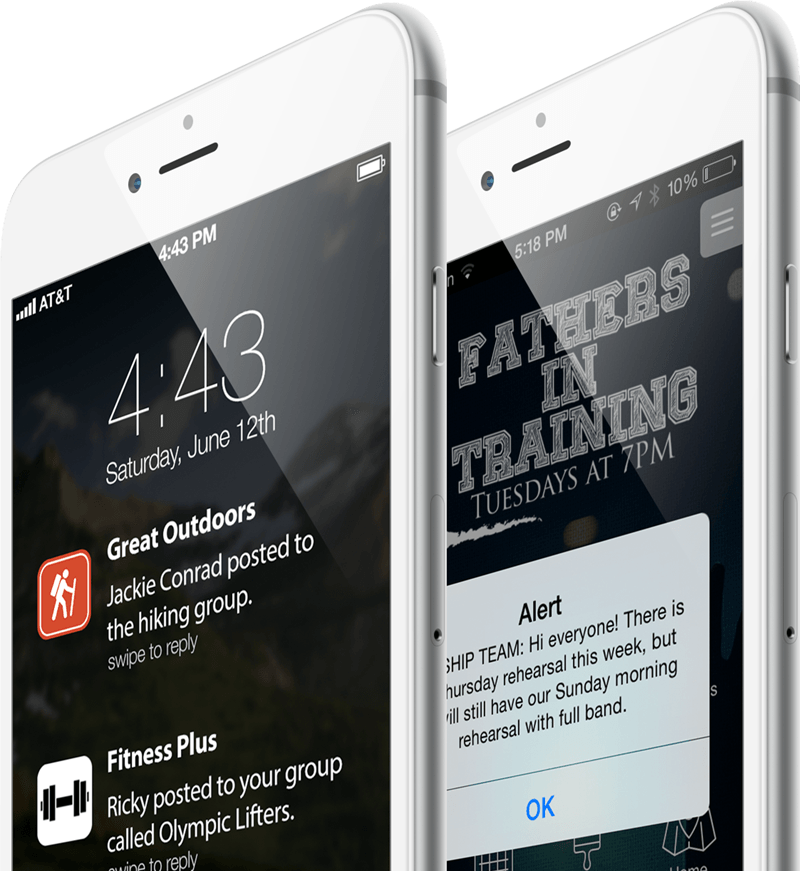 AT&T
4:43 PM
4:43
Saturday, June 12th
Great Outdoors
Jackie Conrad posted to
the hiking group.
swipe to reply
Fitness Plus
Ricky posted to your group
called Olympic Lifters.
swipe to reply
5:18 PM
10%
FATHERS
IN
TRAINING
TUESDAYS AT 7PM
Alert
SHIP TEAM: Hi everyone! There is
hursday rehearsal this week, but
ill still have our Sunday morning
rehearsal with full band.
OK
Home